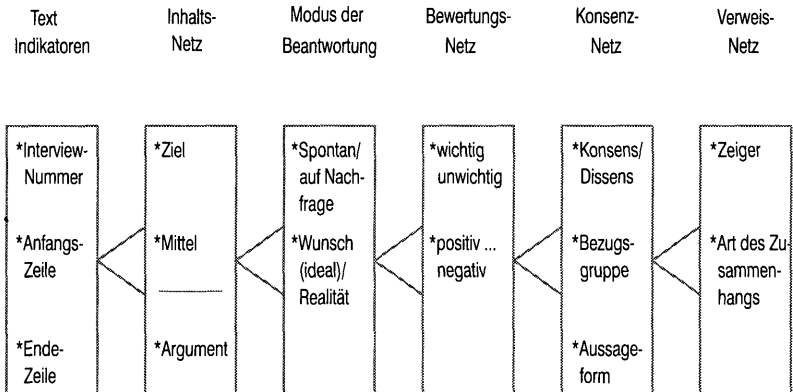 Text
Indikatoren
Inhalts-
Netz
Modus der
Beantwortung
Bewertungs-
Netz
Konsenz-
Netz
Verweis-
Netz
*Interview-
Nummer
*Anfangs-
Zeile
*Ende-
Zeile
*Ziel
*Mittel
*Argument
*Spontan/
auf Nach-
frage
*Wunsch
(ideal)/
Realität
*wichtig
unwichtig
*positiv ...
negativ
*Konsens/
Dissens
*Bezugs-
gruppe
*Aussage-
form
*Zeiger
*Art des Zu-
sammen-
hangs